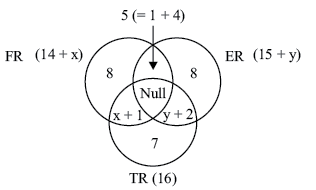 5 (= 1 + 4)
FR (14 + x)
ER (15 + y)
8
8
Null
x + 1
y + 2
7
TR (16)